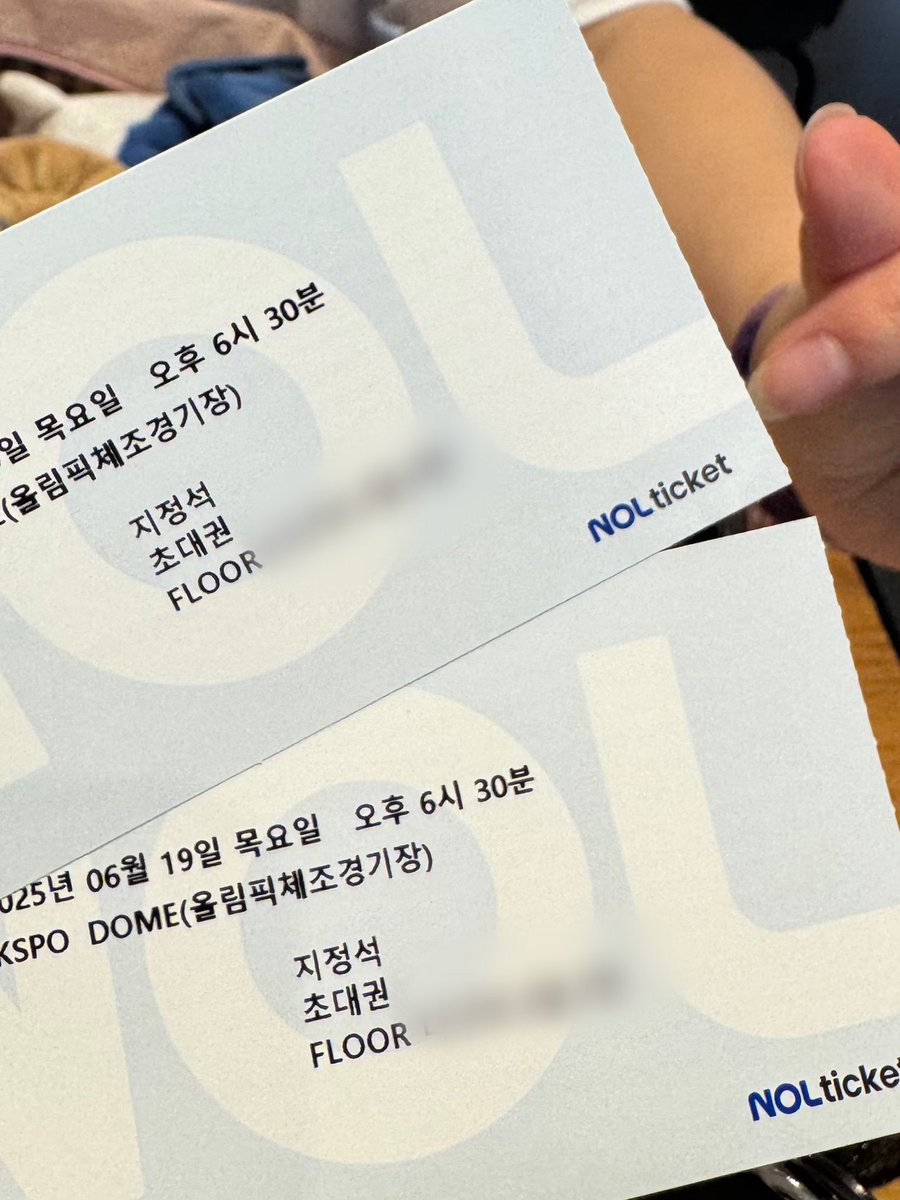 일 목요일 오후 6시 30분
(올림픽체조경기장)
지정석
초대권
FLOOR
NOLticket
2025년 06월 19일 목요일 오후 6시 30분
KSPO DOME(올림픽체조경기장)
지정석
초대권
FLOOR
NOLticket
NOL
NOL